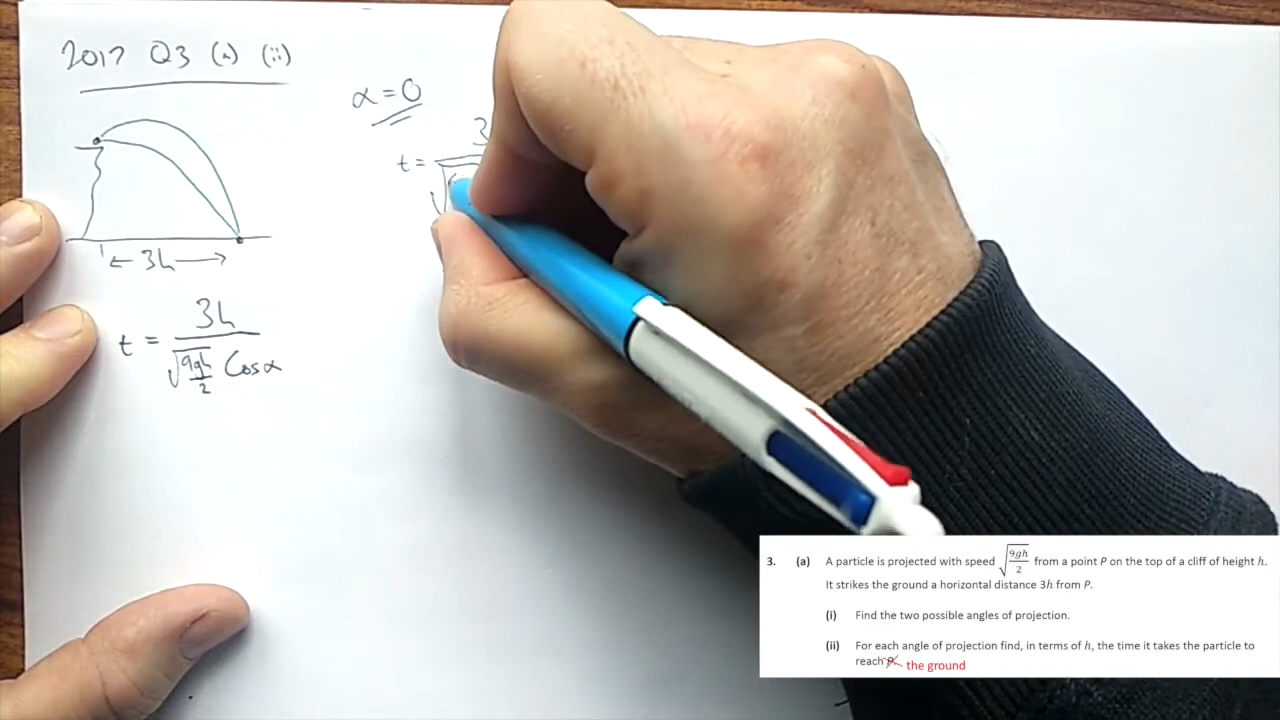 2017 Q3 (a) (ii)
α = 0
t = 3
√
← 3h →
t = 3h / √(9gh/2) Cosα
3. (a) A particle is projected with speed √(9gh/2) from a point P on the top of a cliff of height h.
It strikes the ground a horizontal distance 3h from P.
(i) Find the two possible angles of projection.
(ii) For each angle of projection find, in terms of h, the time it takes the particle to
reach P. the ground